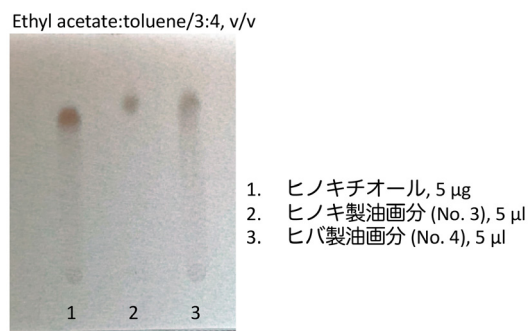 Ethyl acetate:toluene/3:4, v/v
1. ヒノキチオール, 5 μg
2. ヒノキ製油画分 (No. 3), 5 μl
3. ヒバ製油画分 (No. 4), 5 μl
1 2 3